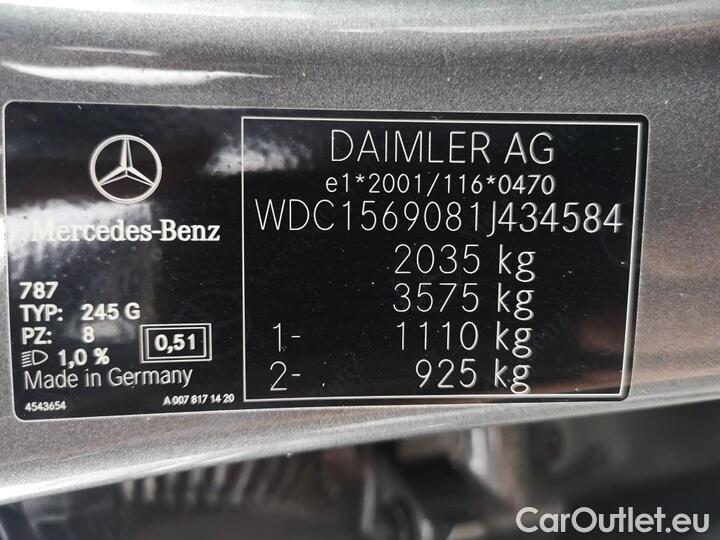 Mercedes-Benz
787
TYP: 245 G
PZ: 8
1,0 %
0,51
Made in Germany
4543654
A 007 817 14 20
DAIMLER AG
e1*2001/116*0470
WDC1569081J434584
2035 kg
3575 kg
1- 1110 kg
2- 925 kg
CarOutlet.eu